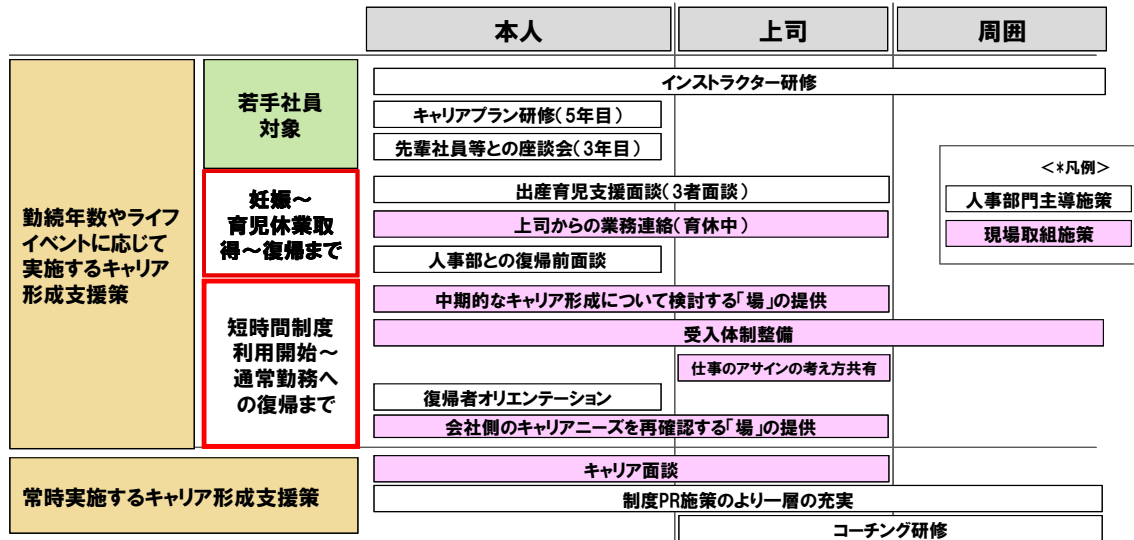 本人
上司
周囲
勤続年数やライフ
イベントに応じて
実施するキャリア
形成支援策
若手社員
対象
インストラクター研修
キャリアプラン研修(5年目)
先輩社員等との座談会(3年目)
<*凡例>
人事部門主導施策
現場取組施策
妊娠～
育児休業取
得～復帰まで
出産育児支援面談(3者面談)
上司からの業務連絡(育休中)
人事部との復帰前面談
短時間制度
利用開始～
通常勤務へ
の復帰まで
中期的なキャリア形成について検討する「場」の提供
受入体制整備
仕事のアサインの考え方共有
復帰者オリエンテーション
会社側のキャリアニーズを再確認する「場」の提供
常時実施するキャリア形成支援策
キャリア面談
制度PR施策のより一層の充実
コーチング研修